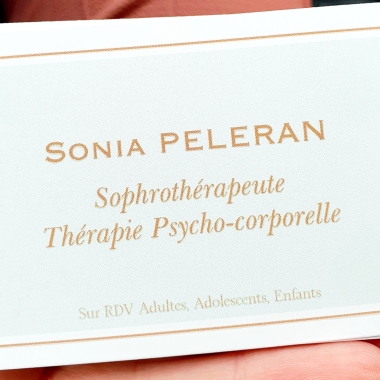 Sonia PELERAN
Sophrothérapeute
Thérapie Psycho-corporelle
Sur RDV Adultes, Adolescents, Enfants